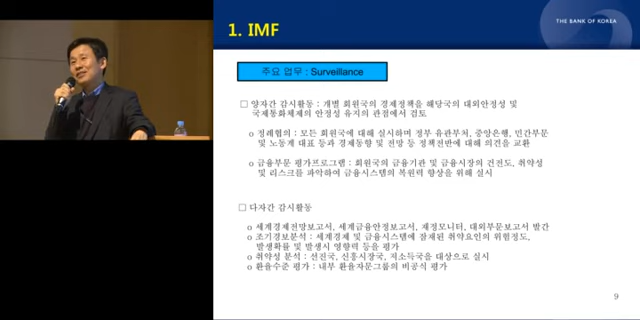 1. IMF
THE BANK OF KOREA
주요 업무 : Surveillance
□ 양자간 감시활동 : 개별 회원국의 경제정책을 해당국의 대외안정성 및
국제통화체제의 안정성 유지의 관점에서 검토
o 정례협의 : 모든 회원국에 대해 실시하며 정부 유관부처, 중앙은행, 민간부문
및 노동계 대표 등과 경제동향 및 전망 등 정책전반에 대해 의견을 교환
o 금융부문 평가프로그램 : 회원국의 금융기관 및 금융시장의 건전도, 취약성
및 리스크를 파악하여 금융시스템의 복원력 향상을 위해 실시
□ 다자간 감시활동
o 세계경제전망보고서, 세계금융안정보고서, 재정모니터, 대외부문보고서 발간
o 조기경보분석 : 세계경제 및 금융시스템에 잠재된 취약요인의 위험정도,
발생확률 및 발생시 영향력 등을 평가
o 취약성 분석 : 선진국, 신흥시장국, 저소득국을 대상으로 실시
o 환율수준 평가 : 내부 환율자문그룹의 비공식 평가
9